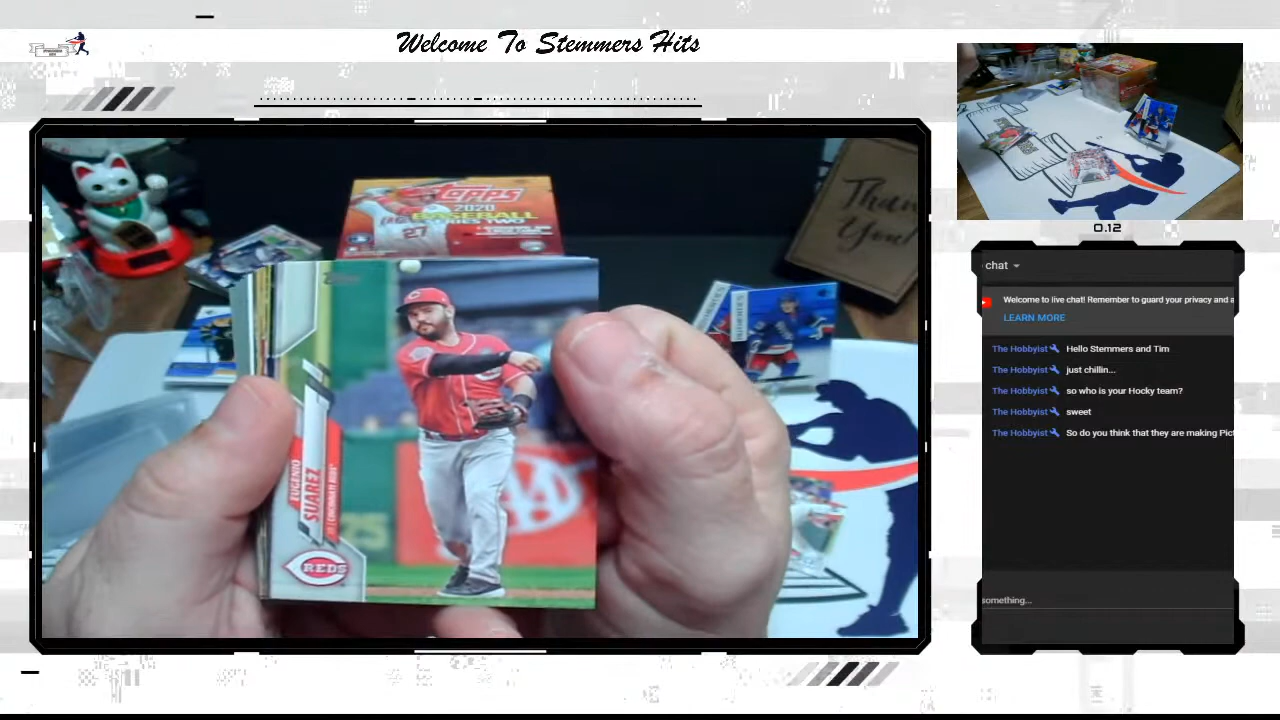 Welcome To Stemmers Hits
Topps
2020
BASEBALL
SERIES TWO
27
Thank
You!
EUGENIO
SUAREZ
CINCINNATI REDS
REDS
0.12
chat
Welcome to live chat! Remember to guard your privacy and a
LEARN MORE
The Hobbyist Hello Stemmers and Tim
The Hobbyist just chillin...
The Hobbyist so who is your Hocky team?
The Hobbyist sweet
The Hobbyist So do you think that they are making Pict
something...